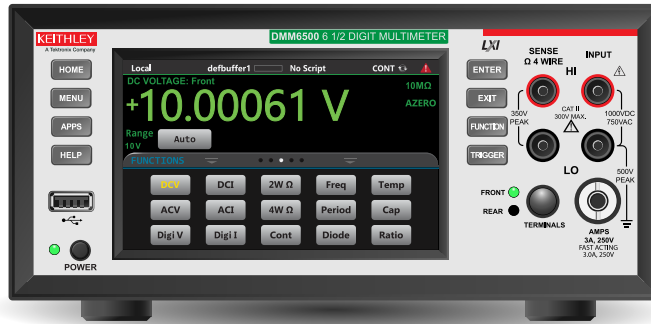 KEITHLEY
A Tektronix Company
DMM6500 6 1/2 DIGIT MULTIMETER
LXI
HOME
MENU
APPS
HELP
POWER
Local defbuffer1 No Script CONT
DC VOLTAGE: Front 10MΩ
+10.00061 V AZERO
Range Auto
10V
FUNCTIONS
DCV DCI 2W Ω Freq Temp
ACV ACI 4W Ω Period Cap
Digi V Digi I Cont Diode Ratio
ENTER
EXIT
FUNCTION
TRIGGER
SENSE
Ω 4 WIRE
INPUT
HI
350V
PEAK
CAT II
300V MAX.
1000VDC
750VAC
LO
500V
PEAK
FRONT
REAR
TERMINALS
AMPS
3A, 250V
FAST ACTING
3.0A, 250V